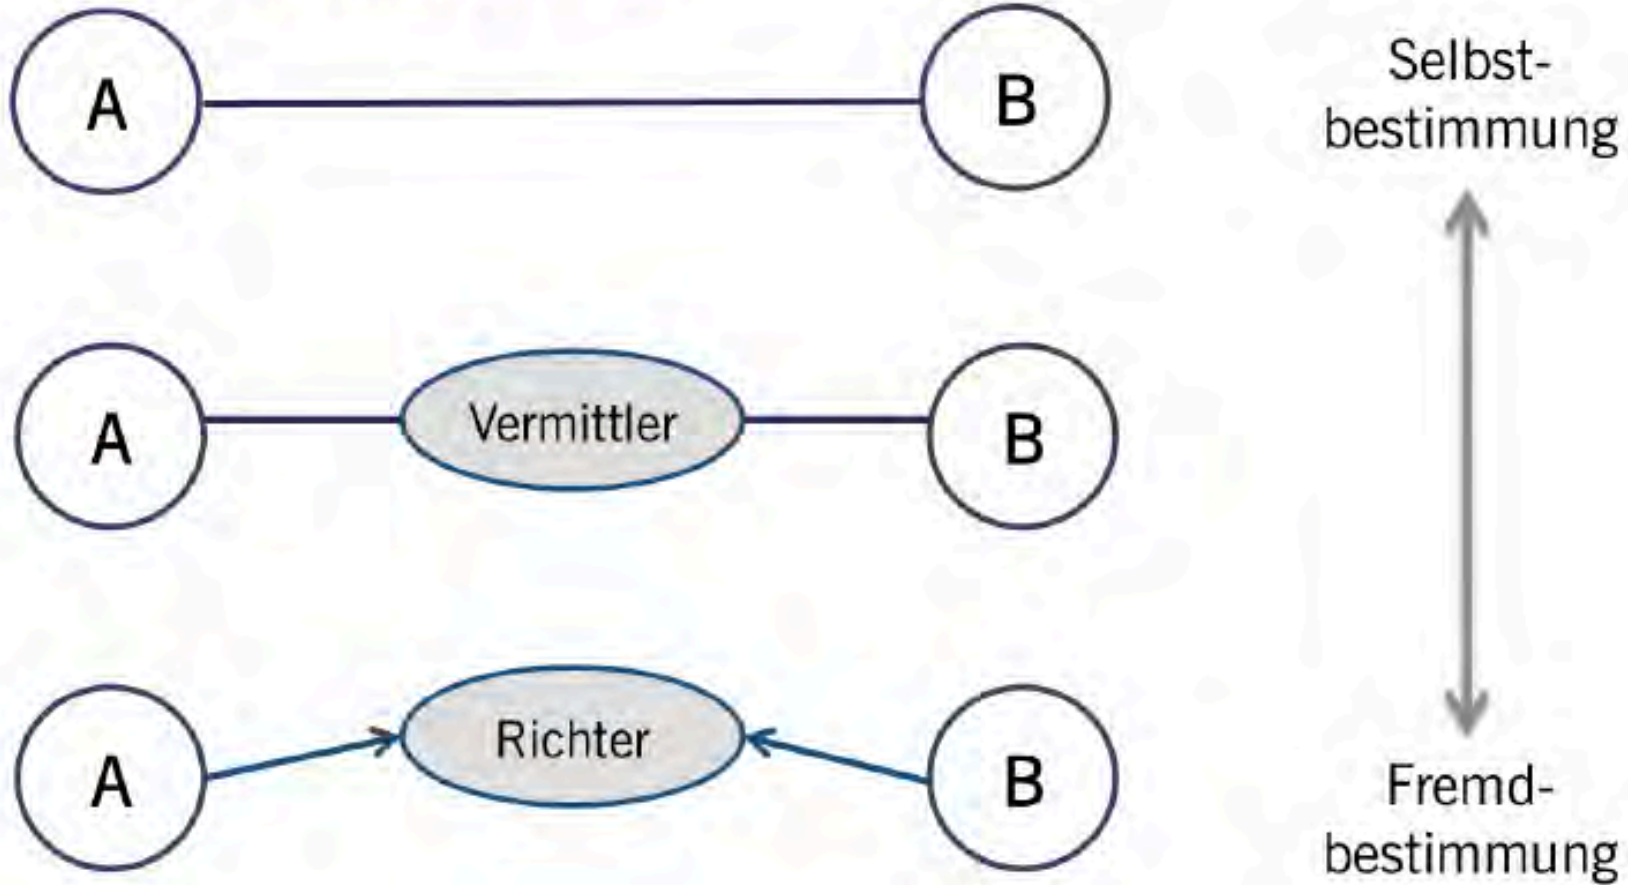 A
B
Selbst-
bestimmung
A
Vermittler
B
A
Richter
B
Fremd-
bestimmung